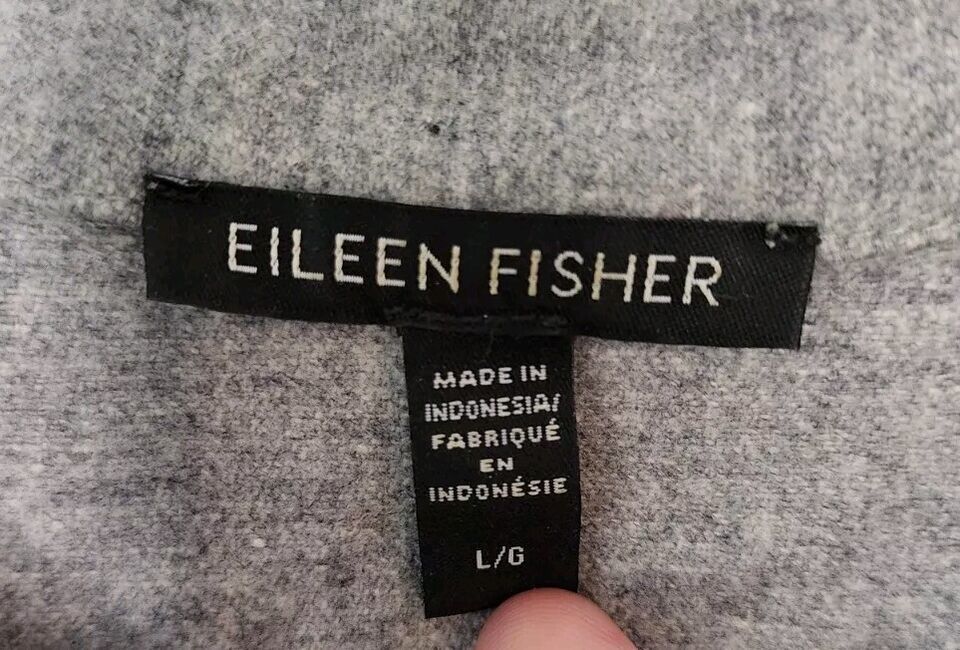 EILEEN FISHER
MADE IN
INDONESIA/
FABRIQUÉ
EN
INDONÉSIE
L/G